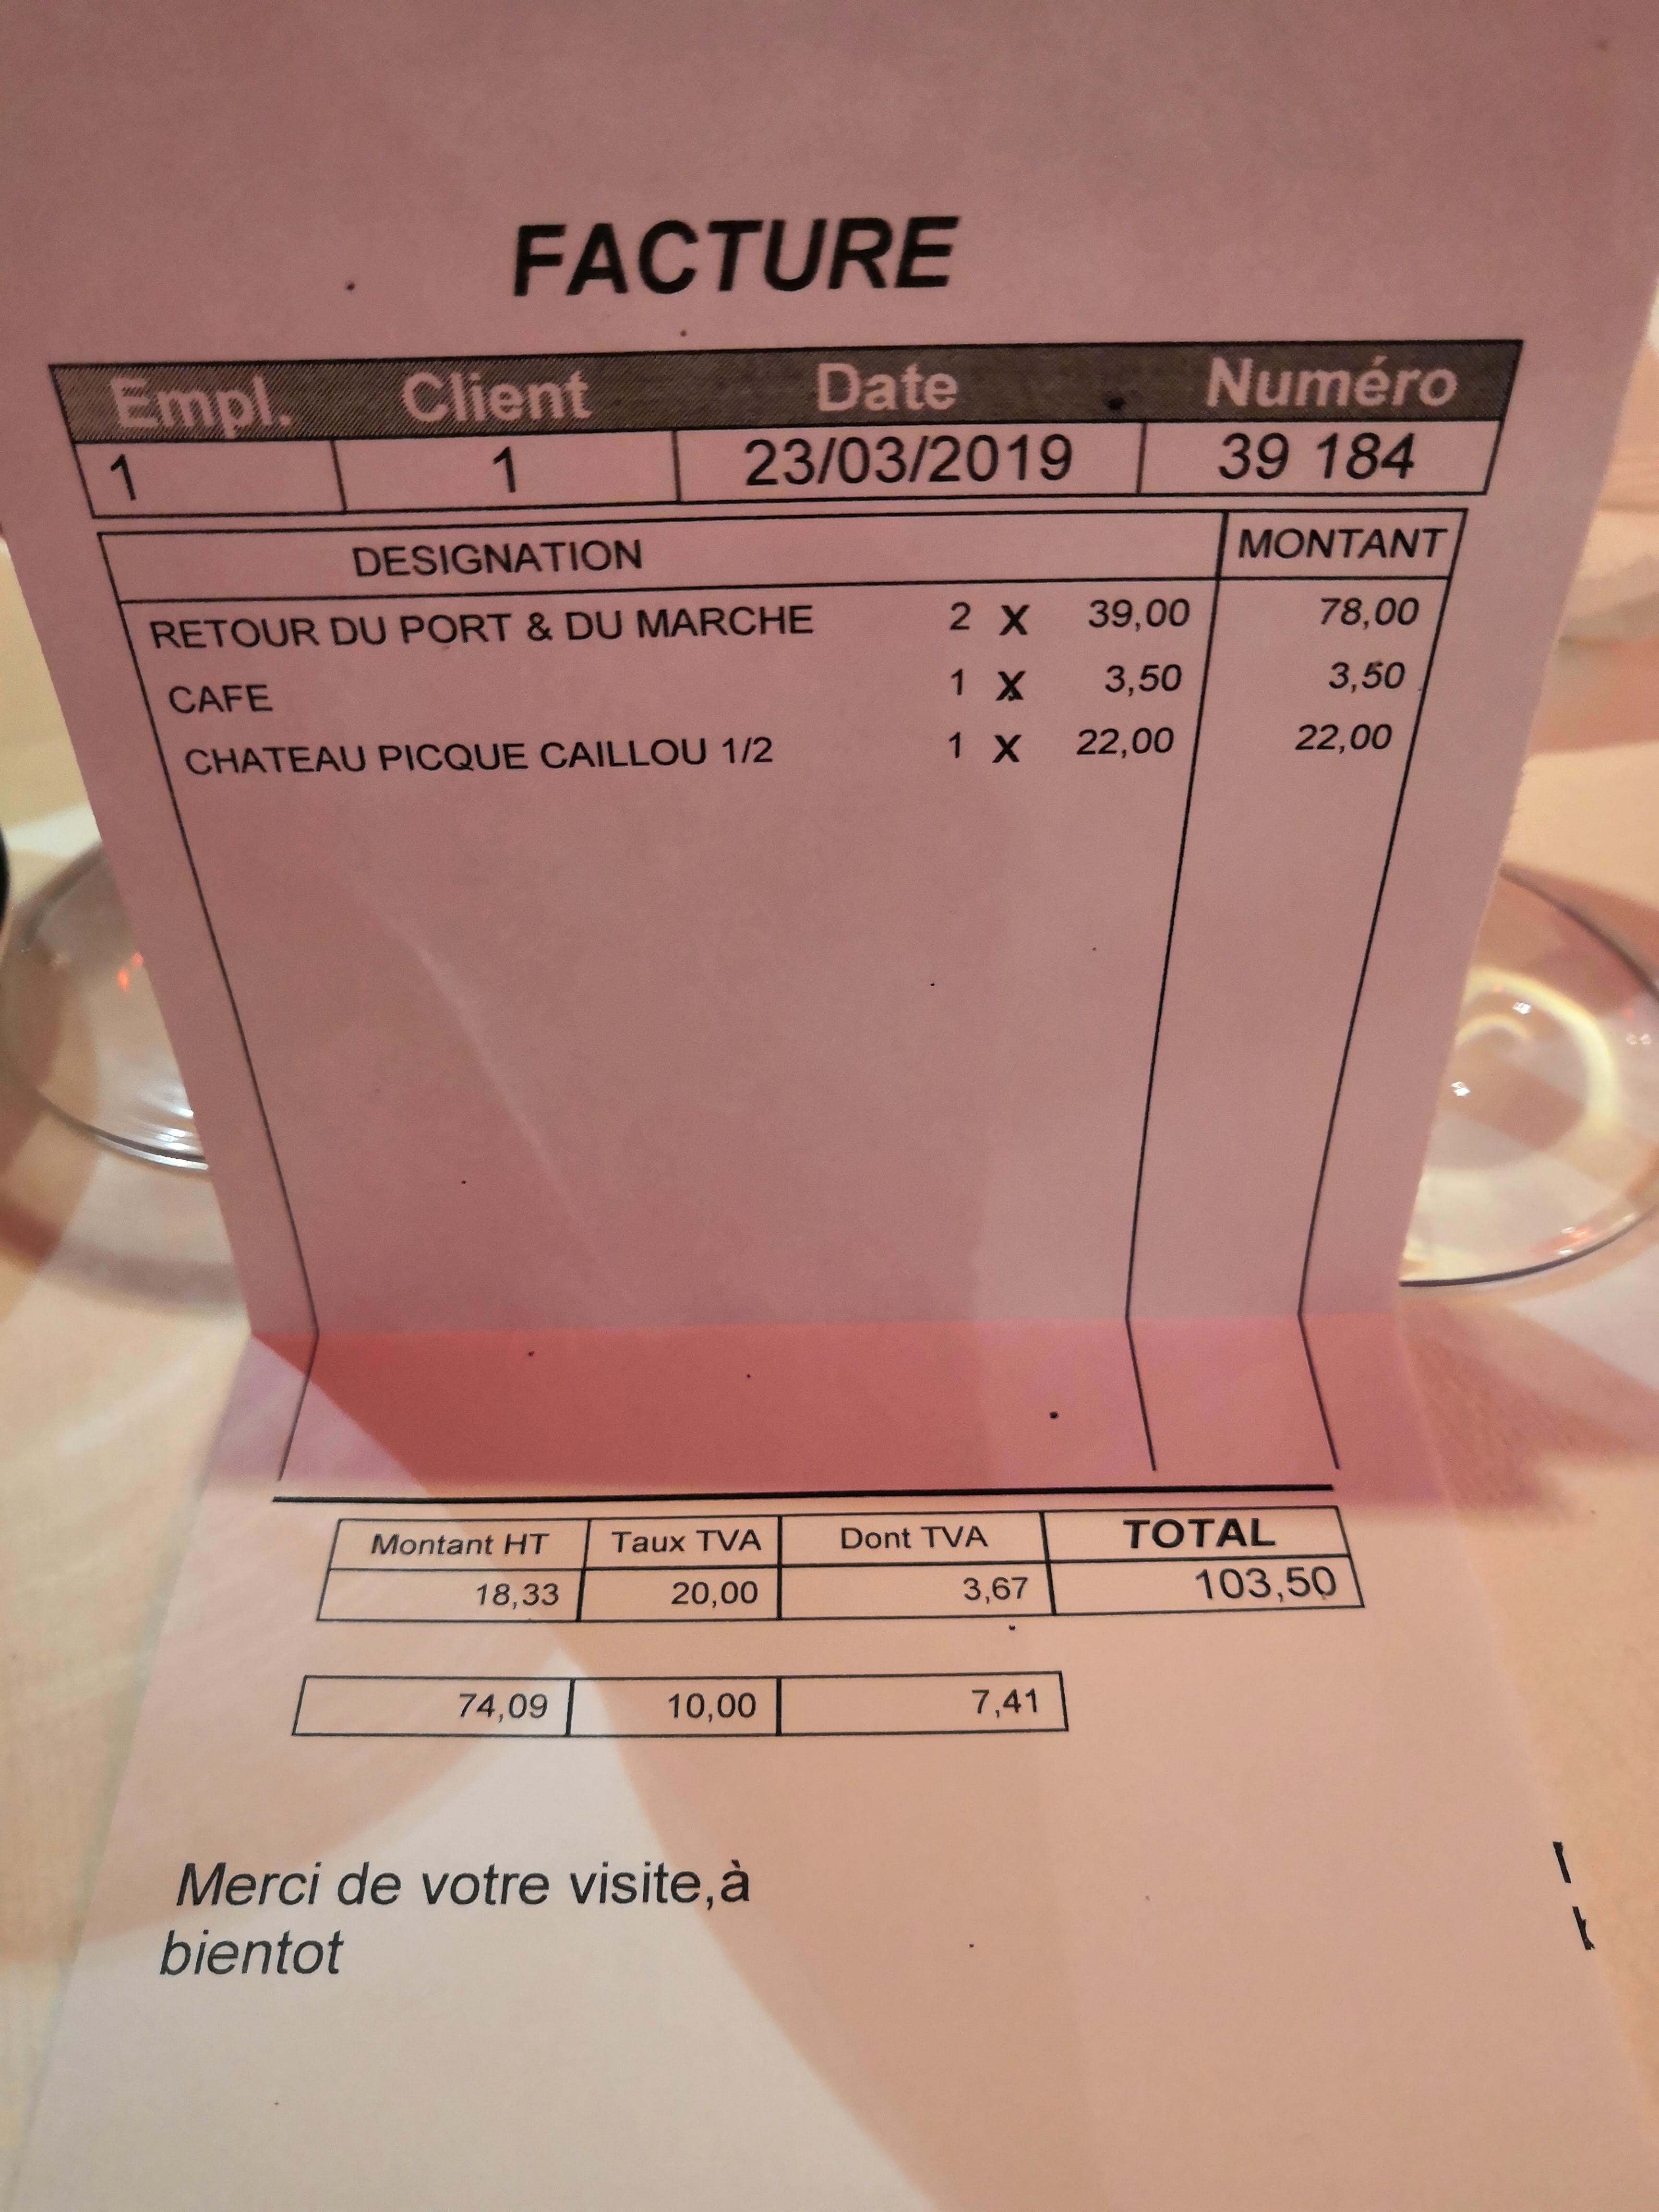 FACTURE
Empl. Client Date Numéro
1 1 23/03/2019 39 184
DESIGNATION MONTANT
RETOUR DU PORT & DU MARCHE 2 X 39,00 78,00
CAFE 1 X 3,50 3,50
CHATEAU PICQUE CAILLOU 1/2 1 X 22,00 22,00
Montant HT Taux TVA Dont TVA TOTAL
18,33 20,00 3,67 103,50
74,09 10,00 7,41
Merci de votre visite,à
bientot